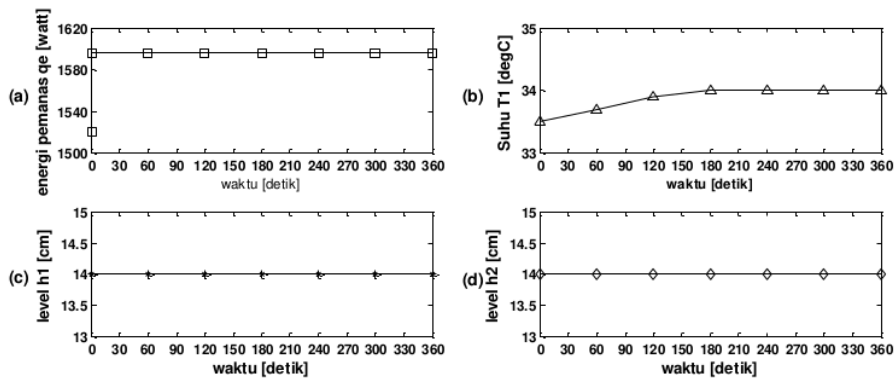 (a)
energi pemanas qe [watt]
1620
1580
1540
1500
0 30 60 90 120 150 180 210 240 270 300 330 360
waktu [detik]
(b)
Suhu T1 [degC]
35
34
33
0 30 60 90 120 150 180 210 240 270 300 330 360
waktu [detik]
(c)
level h1 [cm]
15
14.5
14
13.5
13
0 30 60 90 120 150 180 210 240 270 300 330 360
waktu [detik]
(d)
level h2 [cm]
15
14.5
14
13.5
13
0 30 60 90 120 150 180 210 240 270 300 330 360
waktu [detik]